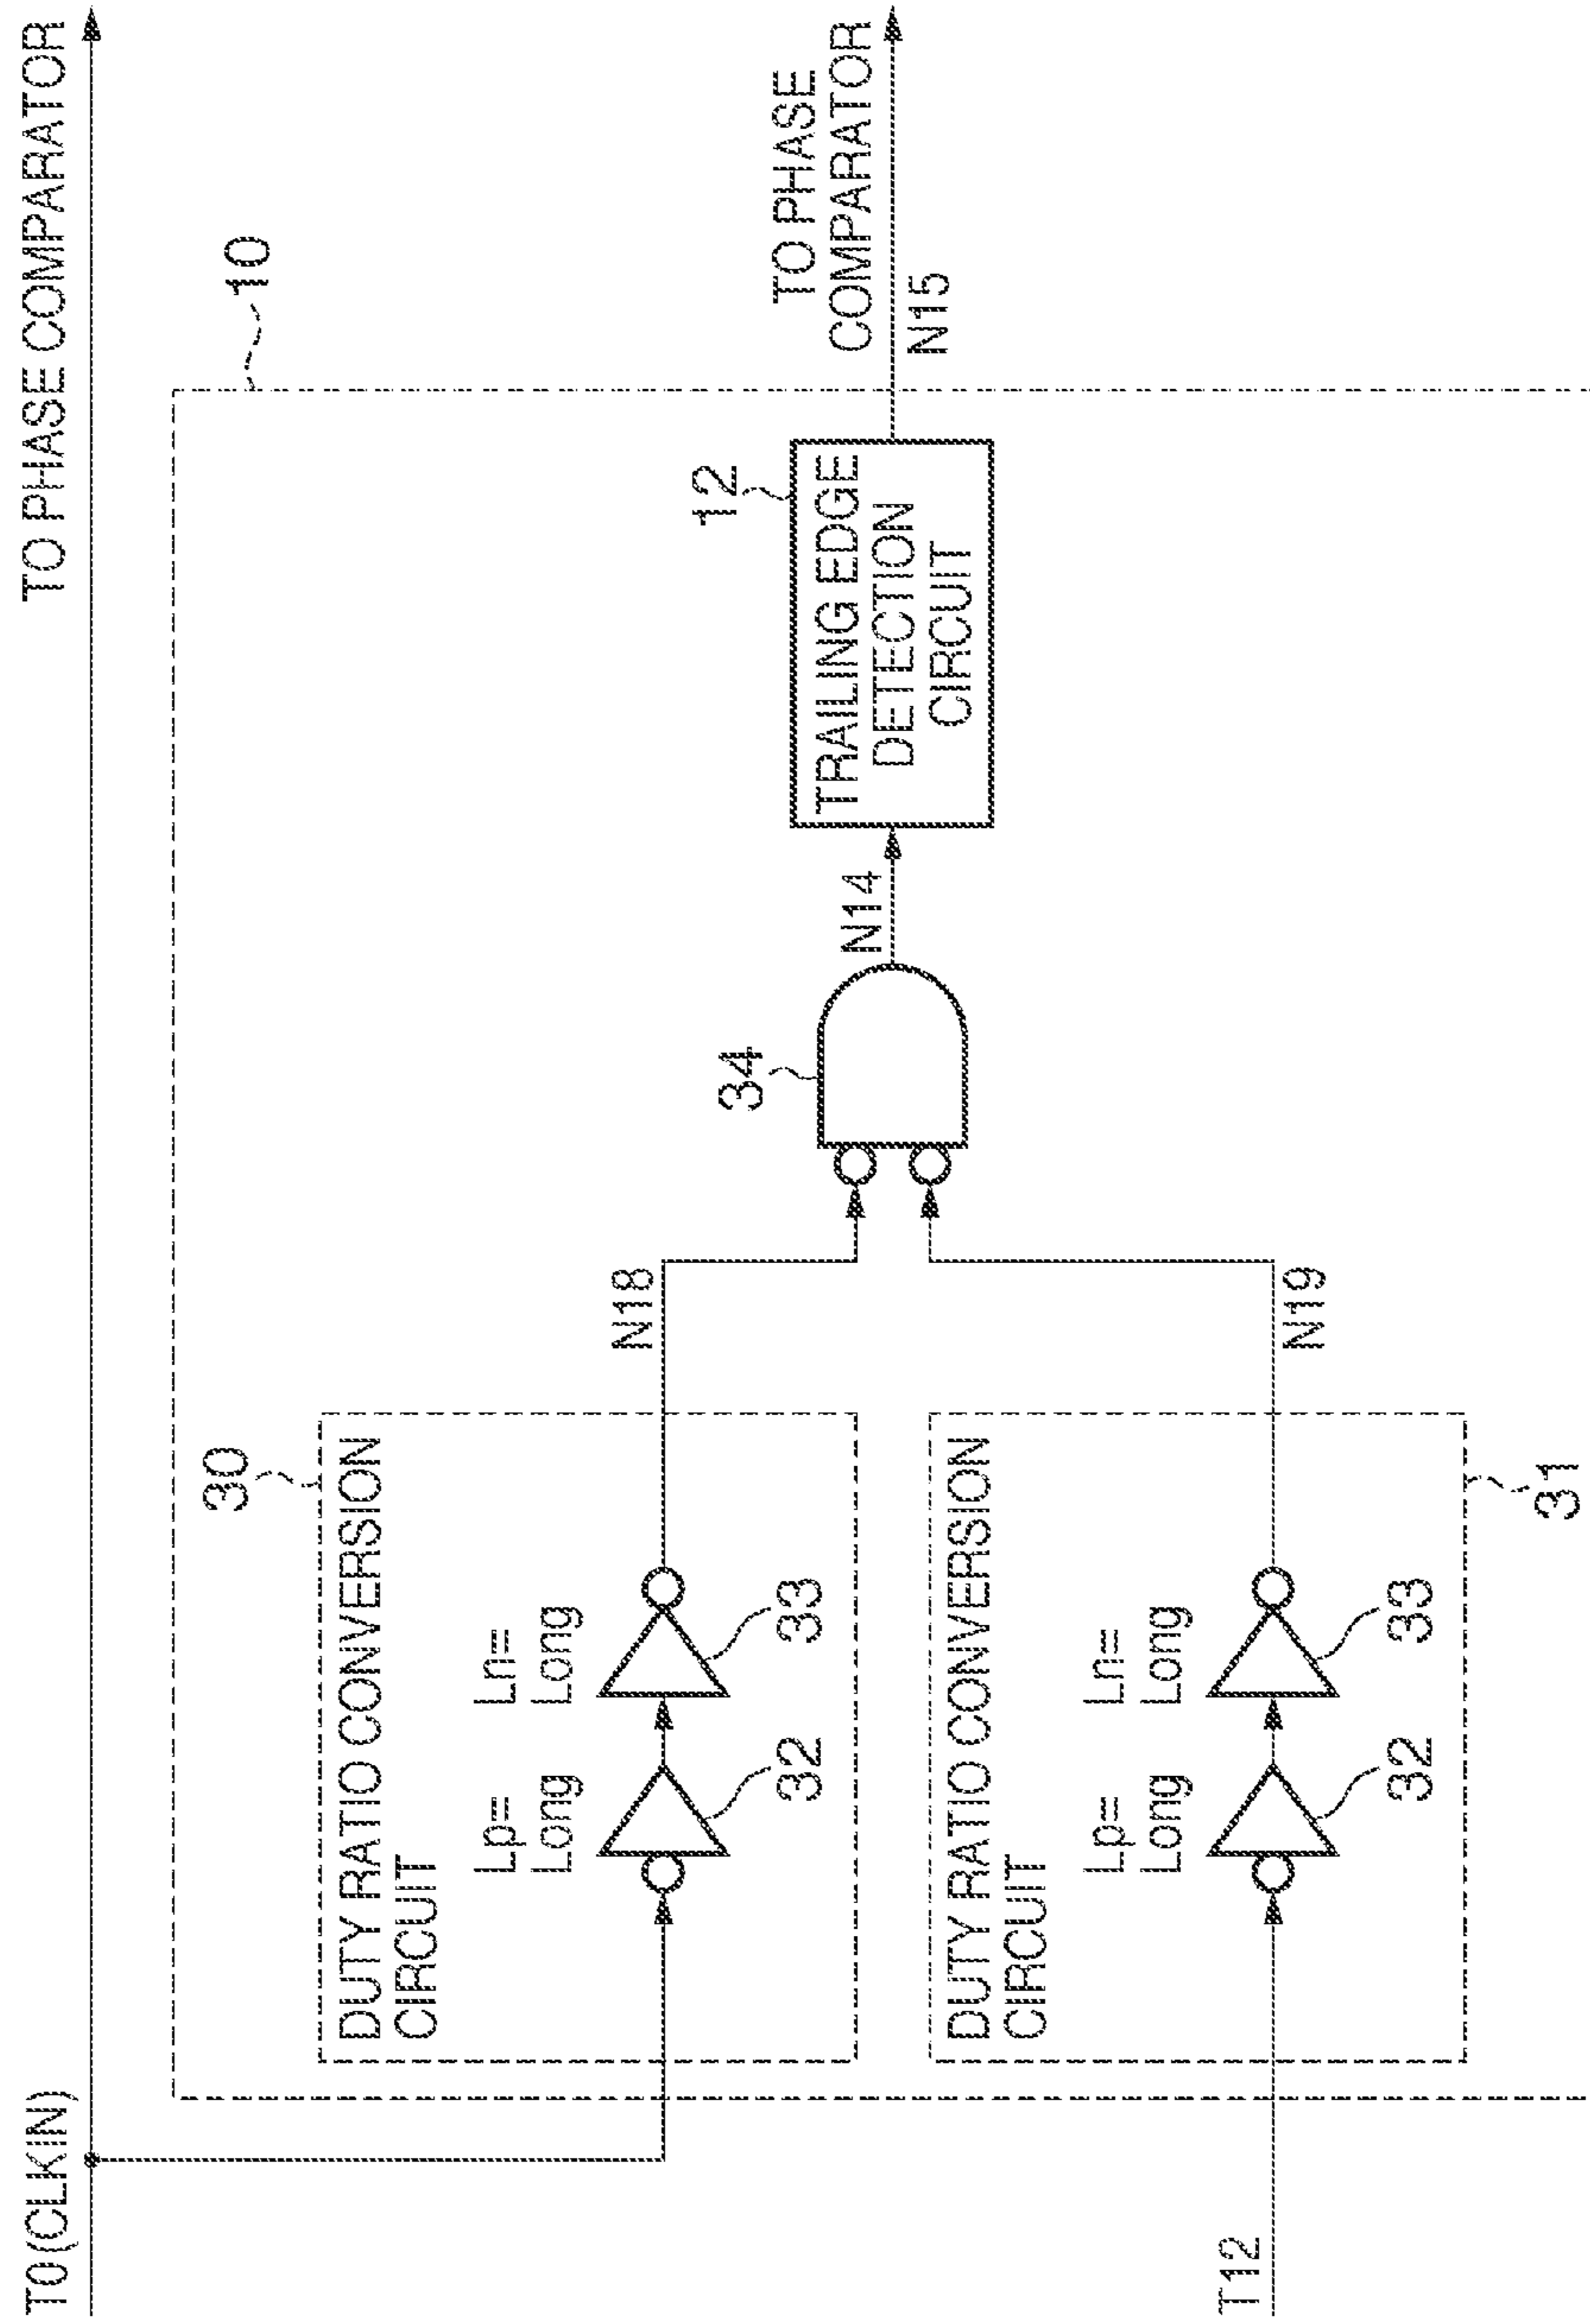 TO PHASE COMPARATOR
T0(CLKIN)
10
30
DUTY RATIO CONVERSION
CIRCUIT
Lp=
Long
Ln=
Long
32
33
N18
34
N14
12
TRAILING EDGE
DETECTION
CIRCUIT
TO PHASE
COMPARATOR
N15
DUTY RATIO CONVERSION
CIRCUIT
Lp=
Long
Ln=
Long
32
33
N19
31
T12